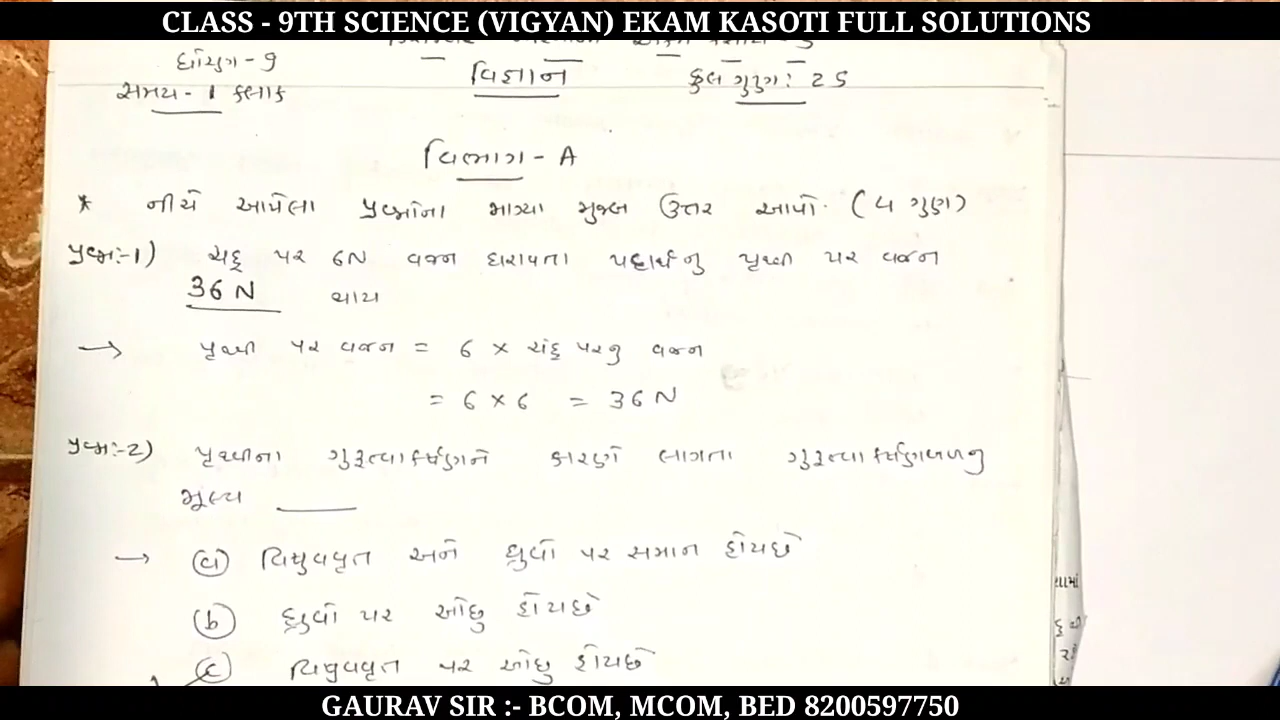 CLASS - 9TH SCIENCE (VIGYAN) EKAM KASOTI FULL SOLUTIONS
ધોરણ - 9
વિજ્ઞાન
કુલ ગુણ : 25
સમય - 1 કલાક
વિભાગ - A
* નીચે આપેલા પ્રશ્નોના માગ્યા મુજબ ઉત્તર આપો. (4 ગુણ)
પ્રશ્ન:-1) ચંદ્ર પર 6N વજન ધરાવતા પદાર્થનુ પૃથ્વી પર વજન
36 N થાય
→ પૃથ્વી પર વજન = 6 × ચંદ્ર પરનુ વજન
= 6 × 6 = 36 N
પ્રશ્ન:-2) પૃથ્વીના ગુરૂત્વાકર્ષણને કારણે લાગતા ગુરૂત્વાકર્ષણબળનુ
મૂલ્ય ______
→ (a) વિષુવવૃત અને ધ્રુવો પર સમાન હોય છે
(b) ધ્રુવો પર ઓછુ હોય છે
(c) વિષુવવૃત પર ઓછુ હોય છે
GAURAV SIR :- BCOM, MCOM, BED 8200597750